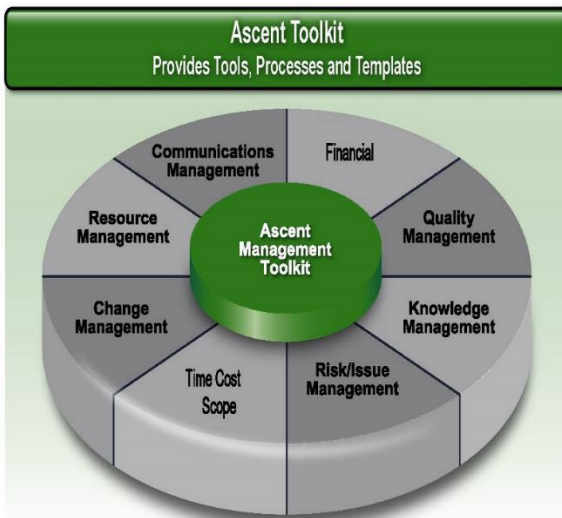 Ascent Toolkit
Provides Tools, Processes and Templates
Communications
Management
Financial
Resource
Management
Quality
Management
Ascent
Management
Toolkit
Change
Management
Knowledge
Management
Time Cost
Scope
Risk/Issue
Management